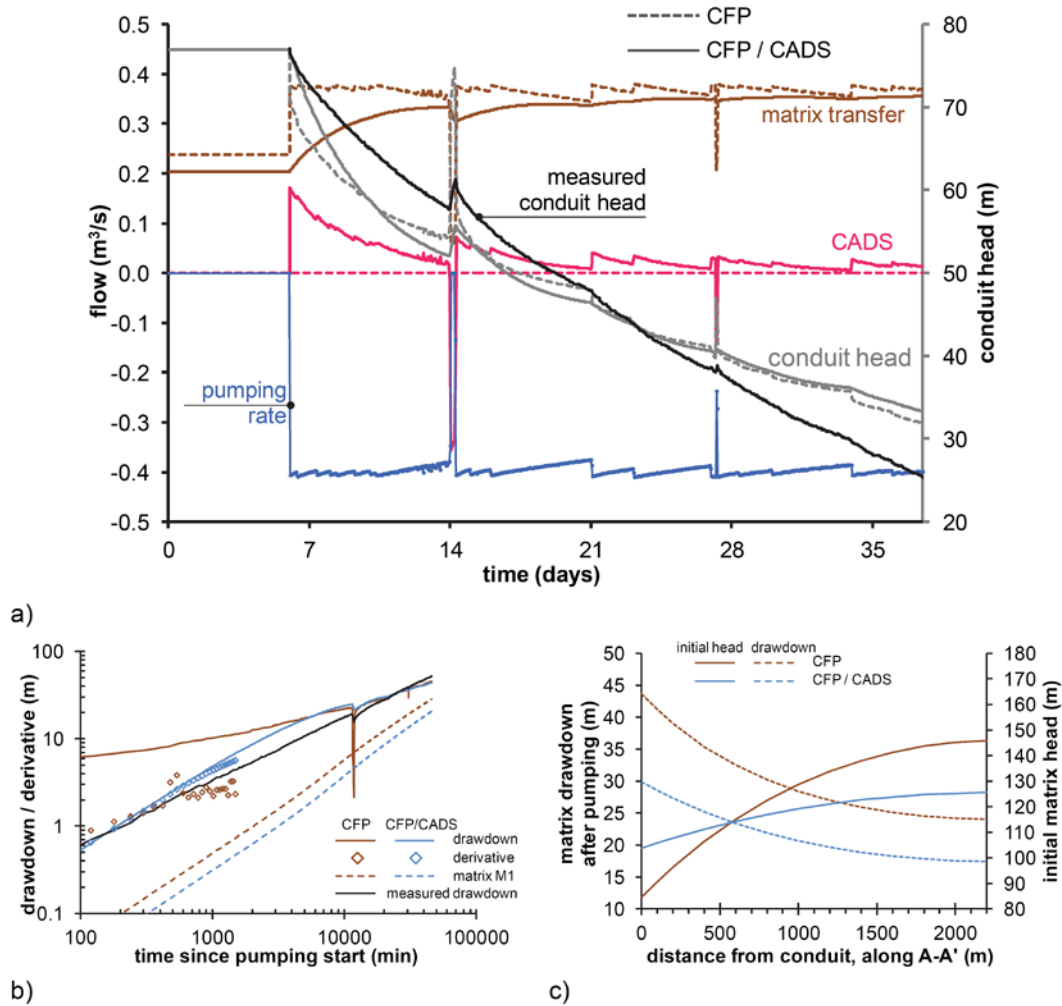 CFP
CFP / CADS
0.5
0.4
0.3
0.2
0.1
0.0
-0.1
-0.2
-0.3
-0.4
-0.5
flow (m³/s)
80
70
60
50
40
30
20
conduit head (m)
matrix transfer
measured
conduit head
CADS
conduit head
pumping
rate
0
7
14
21
28
35
time (days)
a)
100
10
1
0.1
drawdown / derivative (m)
CFP
CFP/CADS
drawdown
derivative
matrix M1
measured drawdown
100
1000
10000
100000
time since pumping start (min)
b)
50
45
40
35
30
25
20
15
10
matrix drawdown
after pumping (m)
initial head
drawdown
CFP
CFP / CADS
180
170
160
150
140
130
120
110
100
90
80
initial matrix
head (m)
0
500
1000
1500
2000
distance from conduit, along A-A' (m)
c)